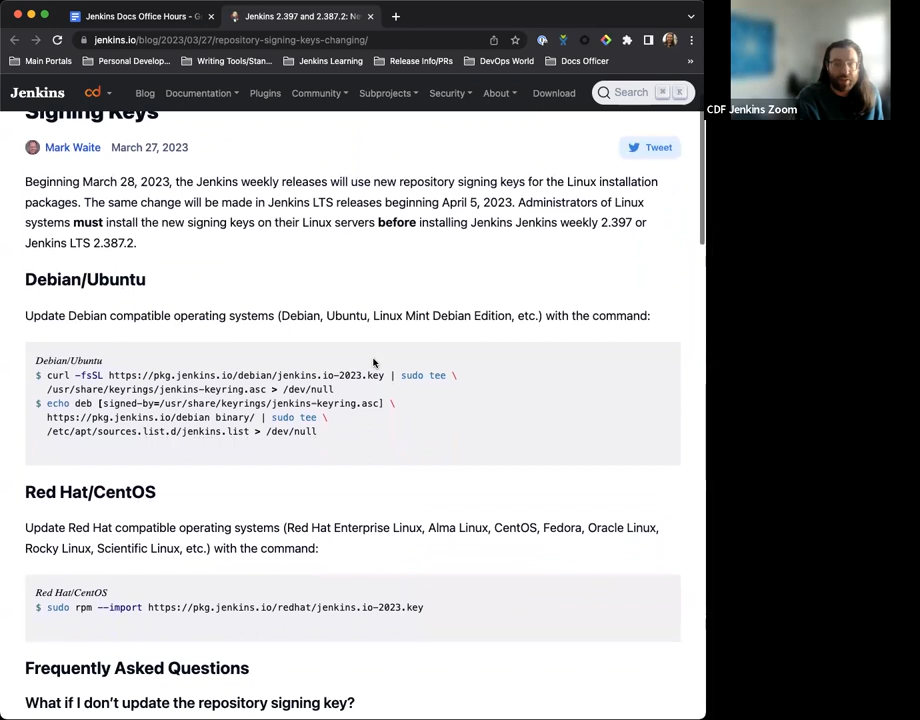 Jenkins Docs Office Hours - G
Jenkins 2.397 and 2.387.2: Ne
jenkins.io/blog/2023/03/27/repository-signing-keys-changing/
Main Portals
Personal Develop...
Writing Tools/Stan...
Jenkins Learning
Release Info/PRs
DevOps World
Docs Officer
»
Jenkins
cd
Blog
Documentation
Plugins
Community
Subprojects
Security
About
Download
Search
⌘
K
CDF Jenkins Zoom
Signing Keys
Mark Waite March 27, 2023
Tweet
Beginning March 28, 2023, the Jenkins weekly releases will use new repository signing keys for the Linux installation
packages. The same change will be made in Jenkins LTS releases beginning April 5, 2023. Administrators of Linux
systems must install the new signing keys on their Linux servers before installing Jenkins Jenkins weekly 2.397 or
Jenkins LTS 2.387.2.
Debian/Ubuntu
Update Debian compatible operating systems (Debian, Ubuntu, Linux Mint Debian Edition, etc.) with the command:
Debian/Ubuntu
$ curl -fsSL https://pkg.jenkins.io/debian/jenkins.io-2023.key | sudo tee \
/usr/share/keyrings/jenkins-keyring.asc > /dev/null
$ echo deb [signed-by=/usr/share/keyrings/jenkins-keyring.asc] \
https://pkg.jenkins.io/debian binary/ | sudo tee \
/etc/apt/sources.list.d/jenkins.list > /dev/null
Red Hat/CentOS
Update Red Hat compatible operating systems (Red Hat Enterprise Linux, Alma Linux, CentOS, Fedora, Oracle Linux,
Rocky Linux, Scientific Linux, etc.) with the command:
Red Hat/CentOS
$ sudo rpm --import https://pkg.jenkins.io/redhat/jenkins.io-2023.key
Frequently Asked Questions
What if I don't update the repository signing key?